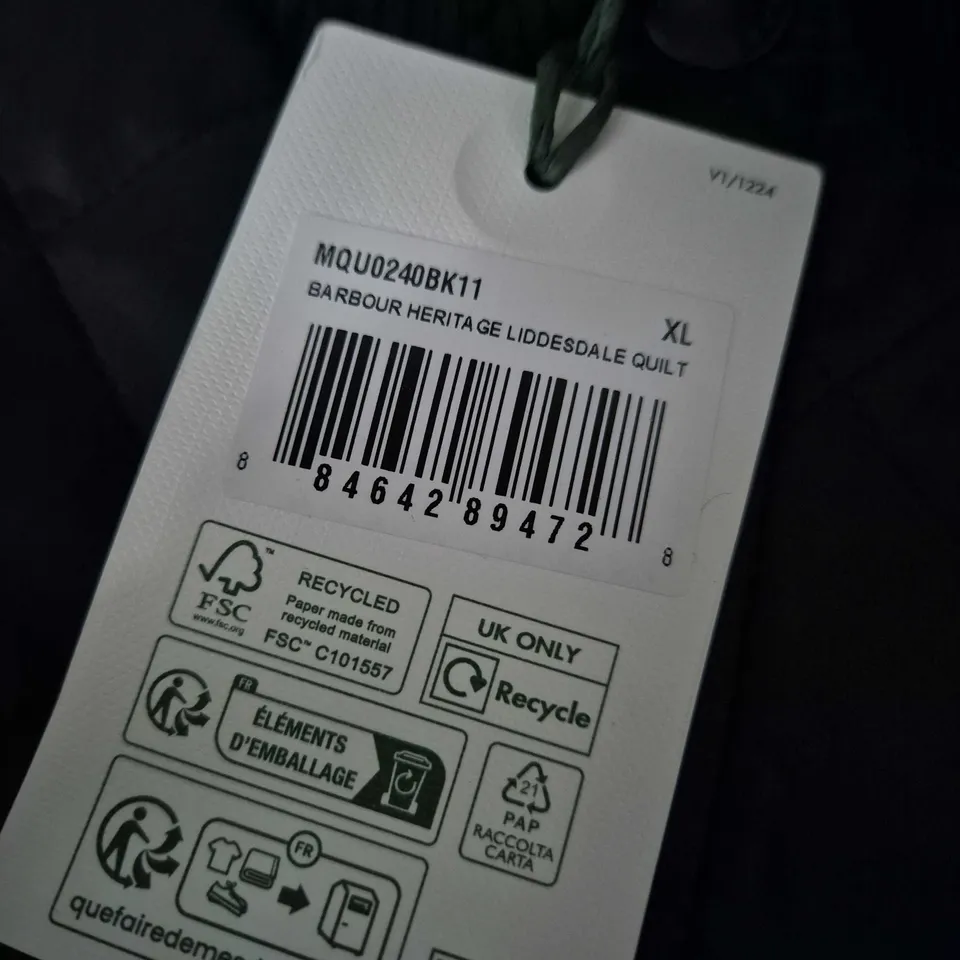 V1/1224
MQU0240BK11
XL
BARBOUR HERITAGE LIDDESDALE QUILT
8 84642 89472 8
™
FSC
www.fsc.org
RECYCLED
Paper made from
recycled material
FSC™ C101557
UK ONLY
Recycle
FR
ÉLÉMENTS
D'EMBALLAGE
21
PAP
RACCOLTA
CARTA
FR